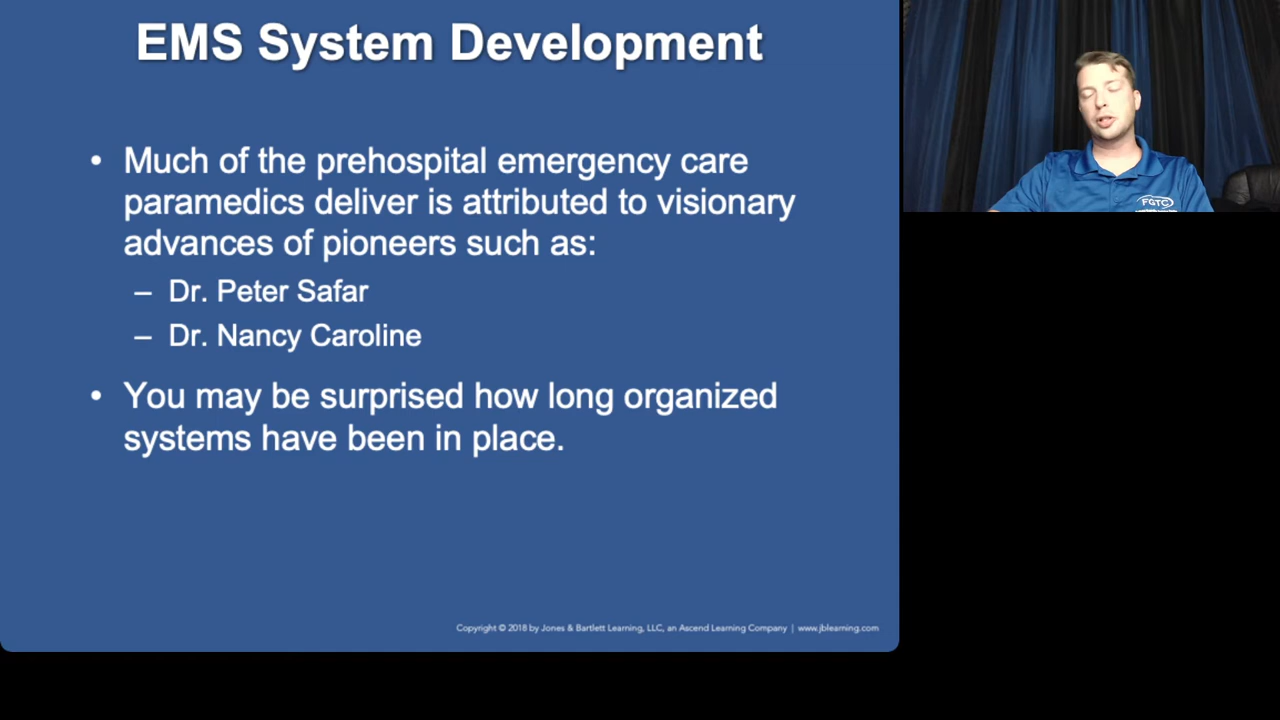 EMS System Development
• Much of the prehospital emergency care
paramedics deliver is attributed to visionary
advances of pioneers such as:
– Dr. Peter Safar
– Dr. Nancy Caroline
• You may be surprised how long organized
systems have been in place.
Copyright © 2018 by Jones & Bartlett Learning, LLC, an Ascend Learning Company | www.jblearning.com
FGTC